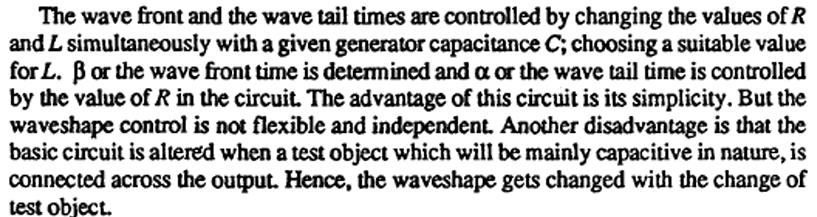 The wave front and the wave tail times are controlled by changing the values of R
and L simultaneously with a given generator capacitance C; choosing a suitable value
for L. β or the wave front time is determined and α or the wave tail time is controlled
by the value of R in the circuit. The advantage of this circuit is its simplicity. But the
waveshape control is not flexible and independent. Another disadvantage is that the
basic circuit is altered when a test object which will be mainly capacitive in nature, is
connected across the output. Hence, the waveshape gets changed with the change of
test object.